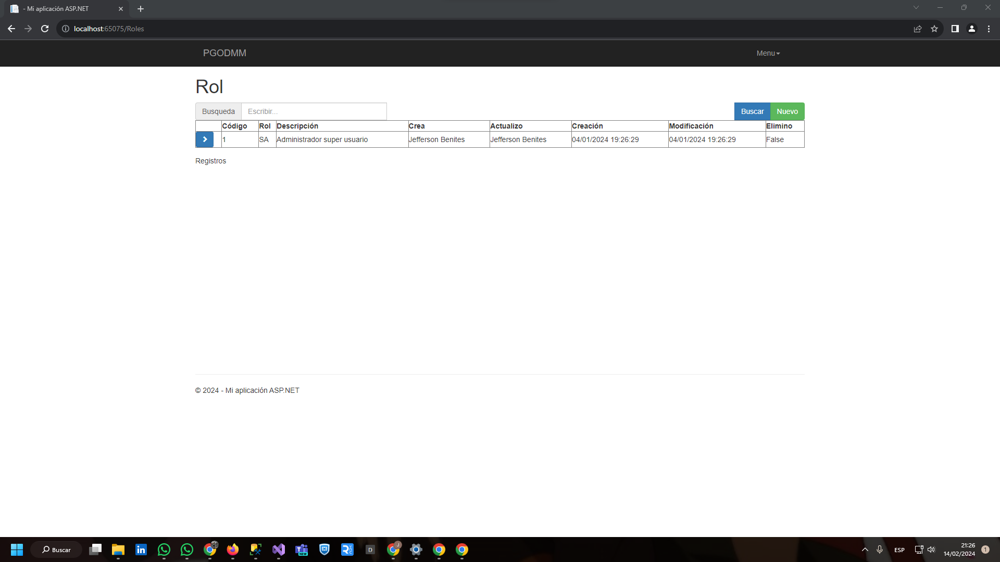 - Mi aplicación ASP.NET
localhost:65075/Roles
PGODMM
Menu
Rol
Busqueda
Escribir...
Buscar
Nuevo
Código Rol Descripción Crea Actualizo Creación Modificación Elimino
1 SA Administrador super usuario Jefferson Benites Jefferson Benites 04/01/2024 19:26:29 04/01/2024 19:26:29 False
Registros
© 2024 - Mi aplicación ASP.NET
Buscar
in
NEW
D
J
ESP
21:26
14/02/2024
1